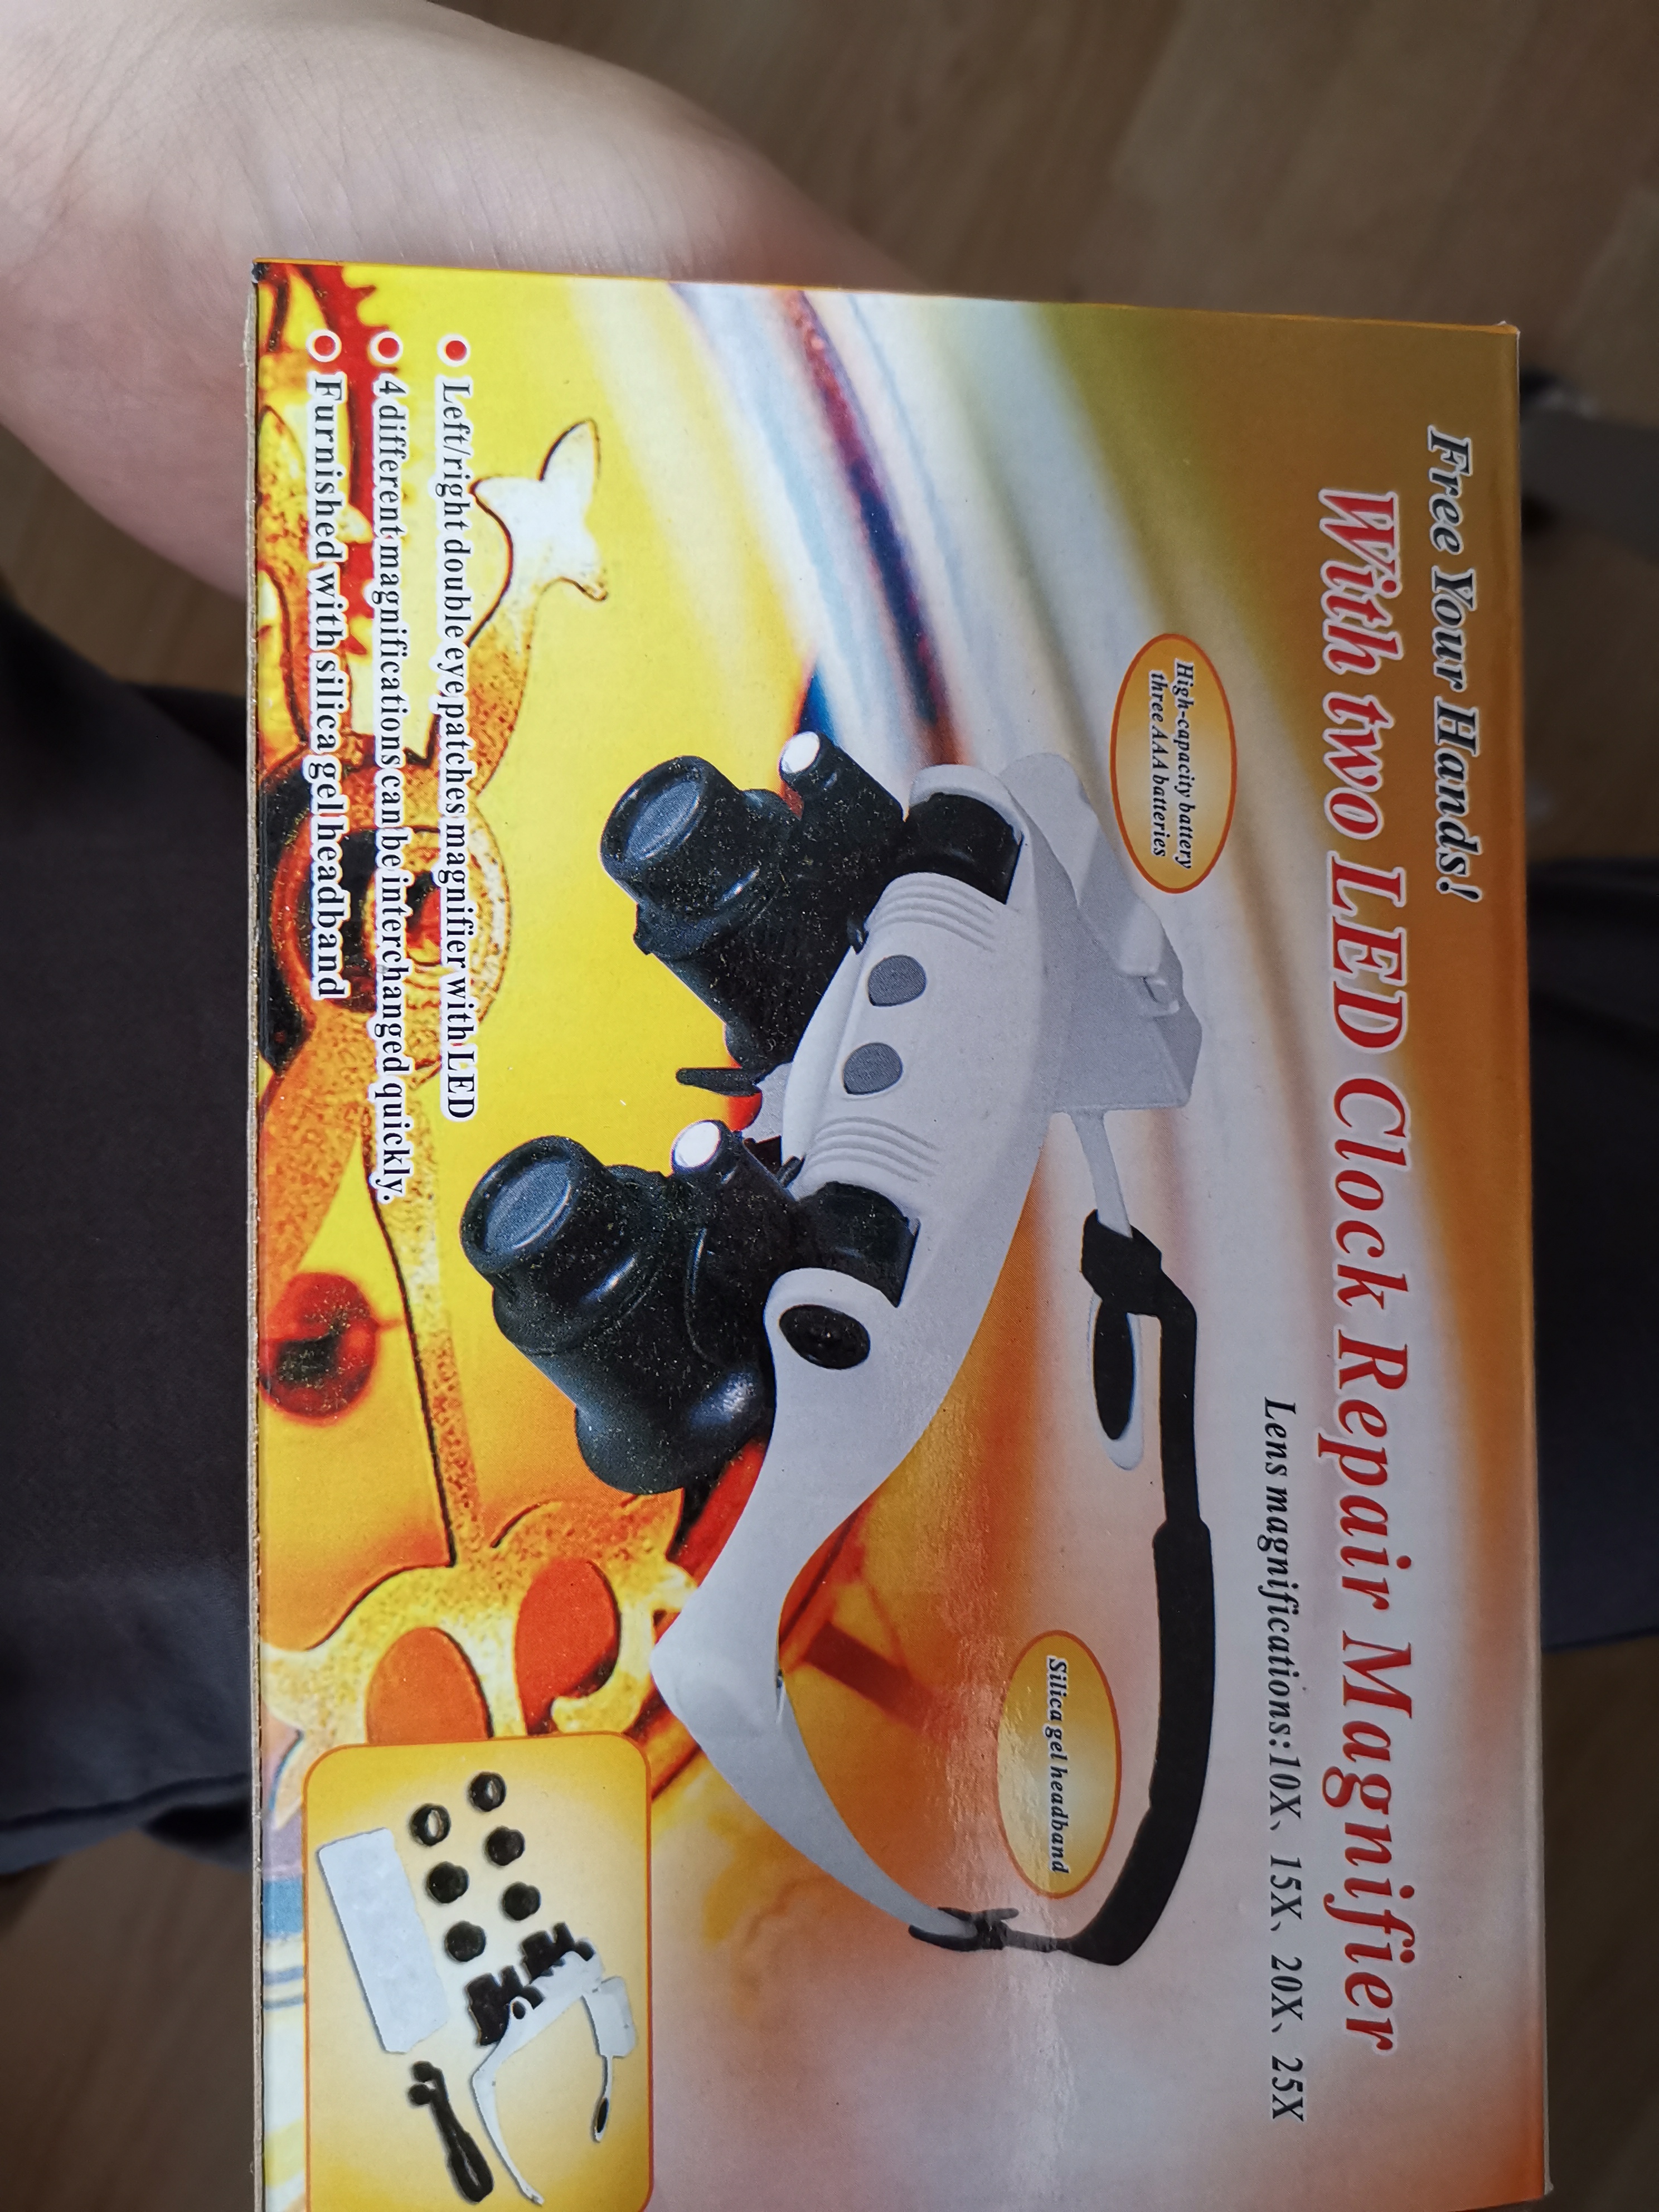 Free Your Hands!
With two LED Clock Repair Magnifier
Lens magnifications:10X、15X、20X、25X
High-capacity battery
three AAA batteries
Silica gel headband
Left/right double eye patches magnifier with LED
4 different magnifications can be interchanged quickly.
Furnished with silica gel headband